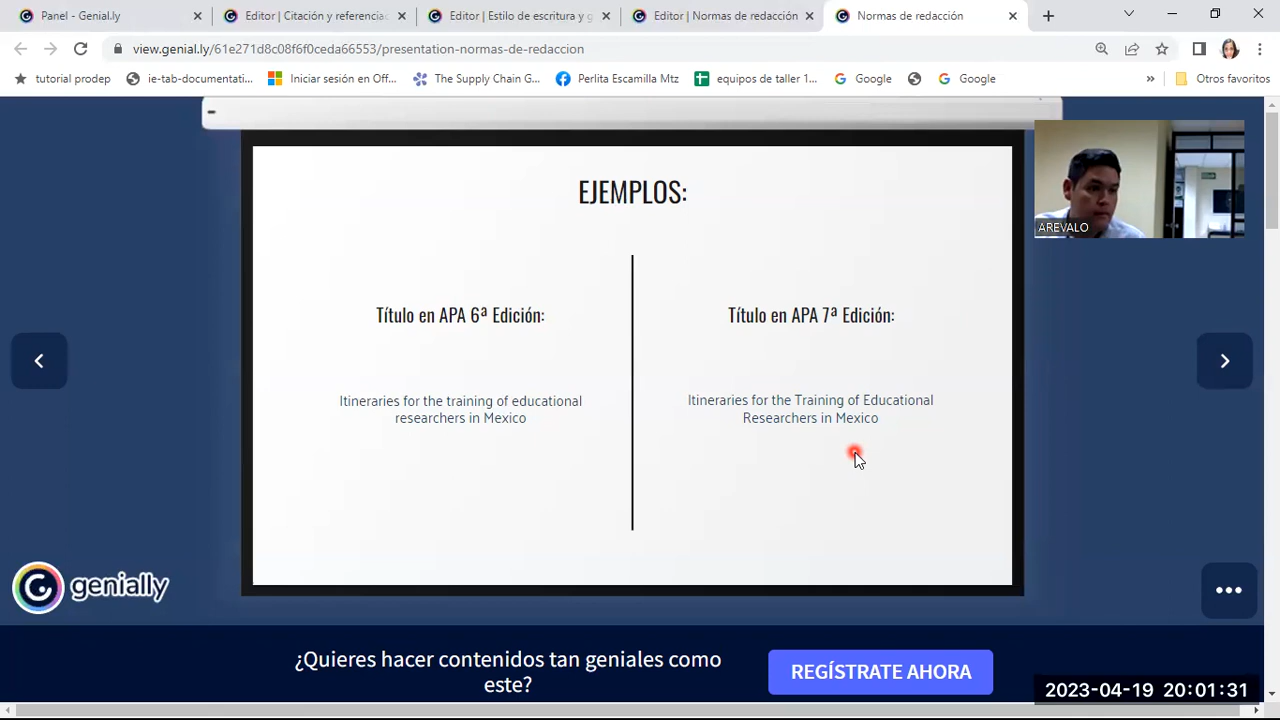 Panel - Genial.ly
Editor | Citación y referencia
Editor | Estilo de escritura y g
Editor | Normas de redacción
Normas de redacción
view.genial.ly/61e271d8c08f6f0ceda66553/presentation-normas-de-redaccion
tutorial prodep
ie-tab-documentati...
Iniciar sesión en Off...
The Supply Chain G...
Perlita Escamilla Mtz
equipos de taller 1...
Google
Google
»
Otros favoritos
EJEMPLOS:
AREVALO
Título en APA 6ª Edición:
Itineraries for the training of educational
researchers in Mexico
Título en APA 7ª Edición:
Itineraries for the Training of Educational
Researchers in Mexico
genially
¿Quieres hacer contenidos tan geniales como
este?
REGÍSTRATE AHORA
2023-04-19 20:01:31